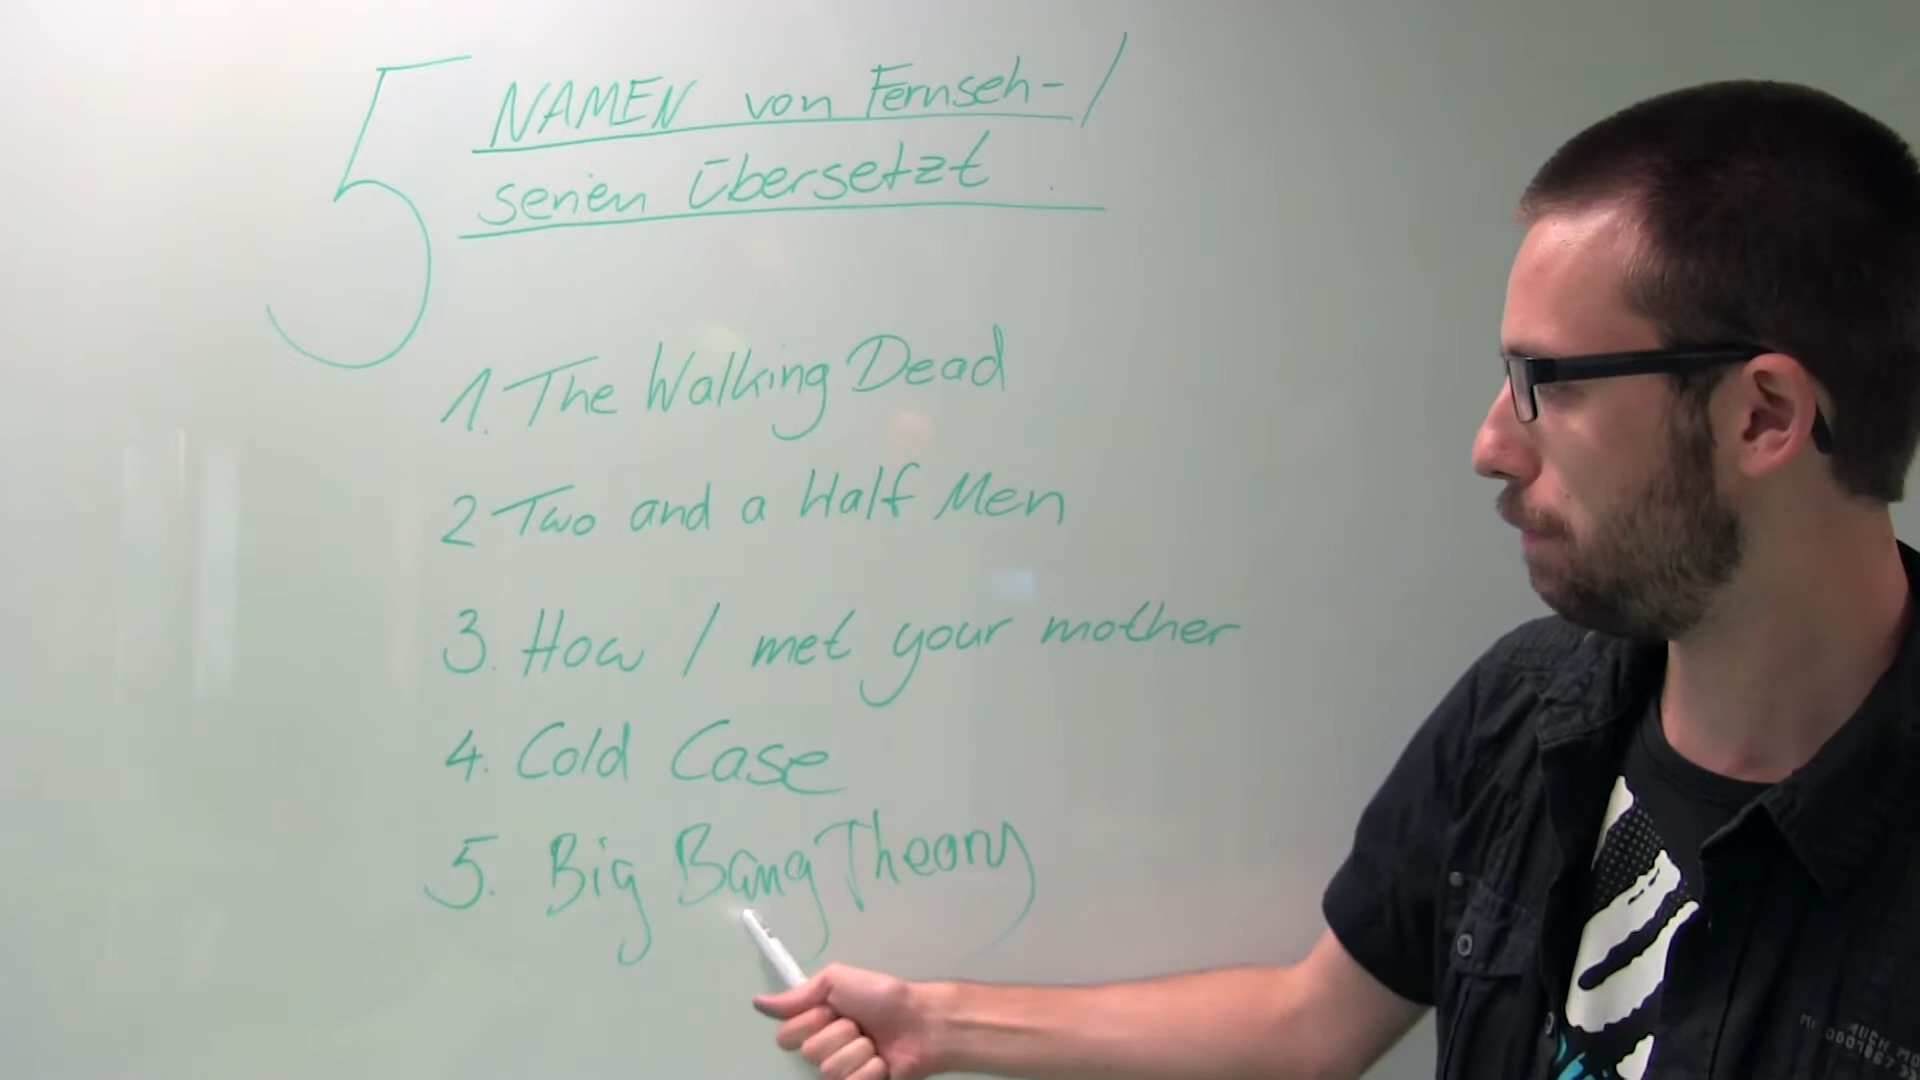 5 NAMEN von Fernseh-/
serien übersetzt
1. The Walking Dead
2 Two and a Half Men
3. How I met your mother
4. Cold Case
5. Big Bang Theory